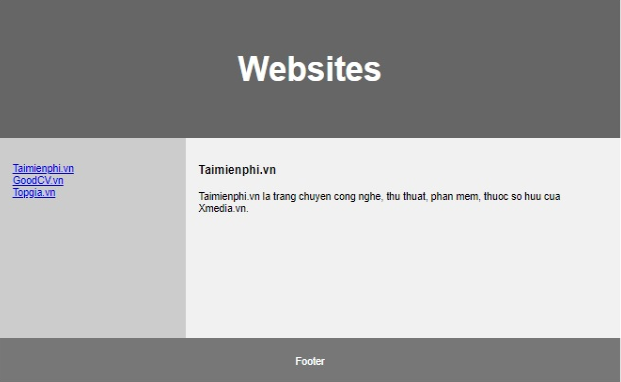 Websites
Taimienphi.vn
GoodCV.vn
Topgia.vn
Taimienphi.vn
Taimienphi.vn la trang chuyen cong nghe, thu thuat, phan mem, thuoc so huu cua
Xmedia.vn.
Footer